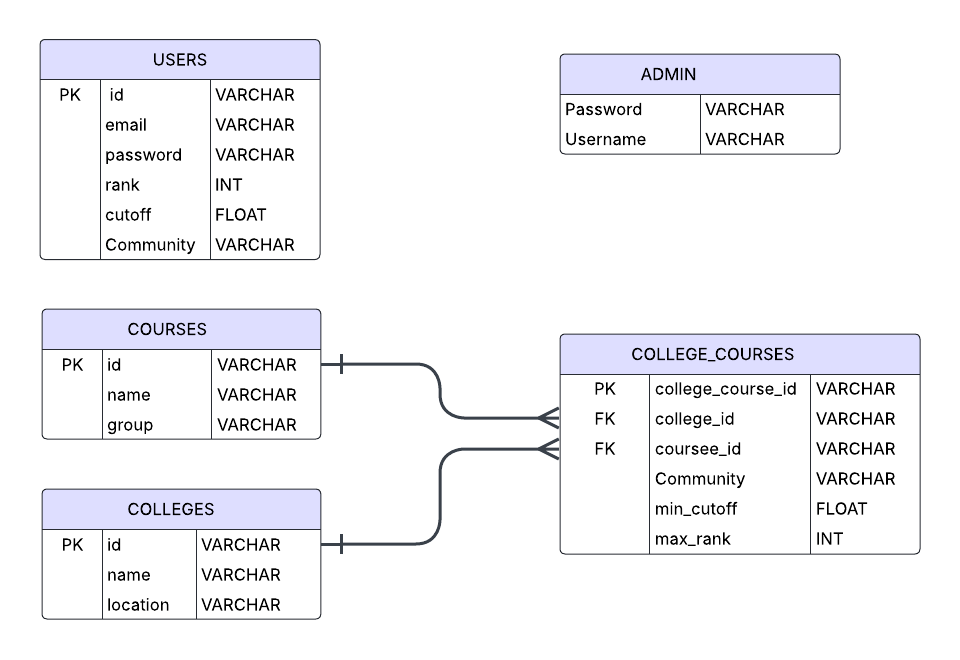 USERS
PK id VARCHAR
email VARCHAR
password VARCHAR
rank INT
cutoff FLOAT
Community VARCHAR
ADMIN
Password VARCHAR
Username VARCHAR
COURSES
PK id VARCHAR
name VARCHAR
group VARCHAR
COLLEGE_COURSES
PK college_course_id VARCHAR
FK college_id VARCHAR
FK coursee_id VARCHAR
Community VARCHAR
min_cutoff FLOAT
max_rank INT
COLLEGES
PK id VARCHAR
name VARCHAR
location VARCHAR